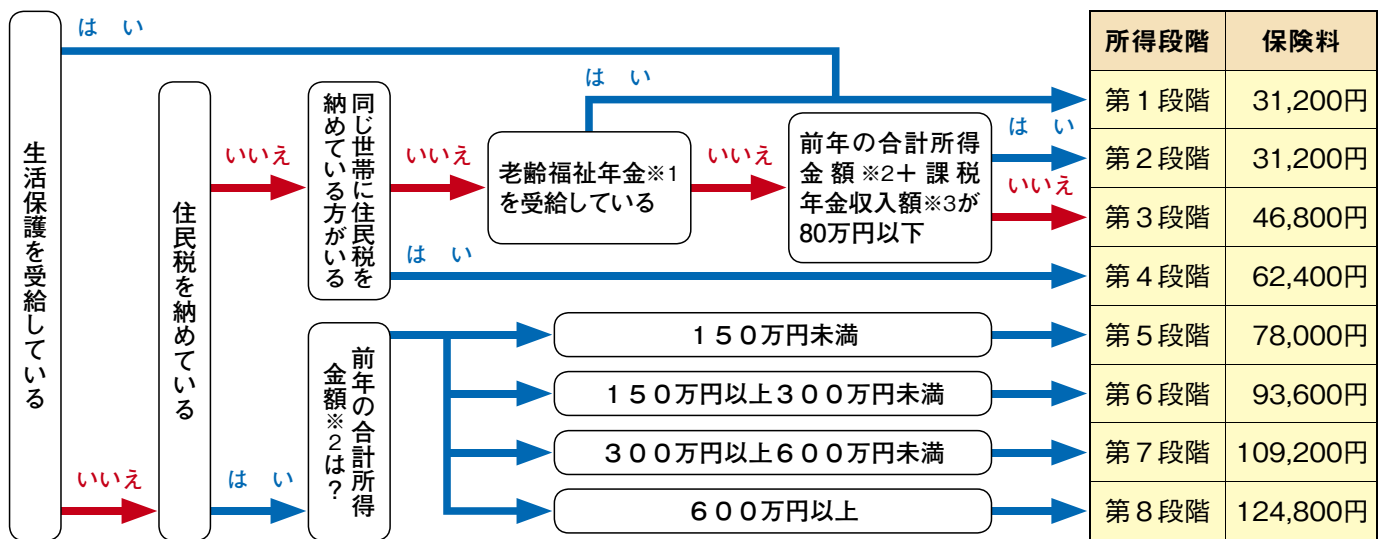 生活保護を受給している
は い
いいえ
住民税を納めている
いいえ
は い
同じ世帯に住民税を
納めている方がいる
いいえ
は い
老齢福祉年金※1
を受給している
は い
いいえ
前年の合計所得
金額※2+課税
年金収入額※3が
80万円以下
は い
いいえ
前年の合計所得
金額※2は?
150万円未満
150万円以上300万円未満
300万円以上600万円未満
600万円以上
所得段階 保険料
第1段階 31,200円
第2段階 31,200円
第3段階 46,800円
第4段階 62,400円
第5段階 78,000円
第6段階 93,600円
第7段階 109,200円
第8段階 124,800円